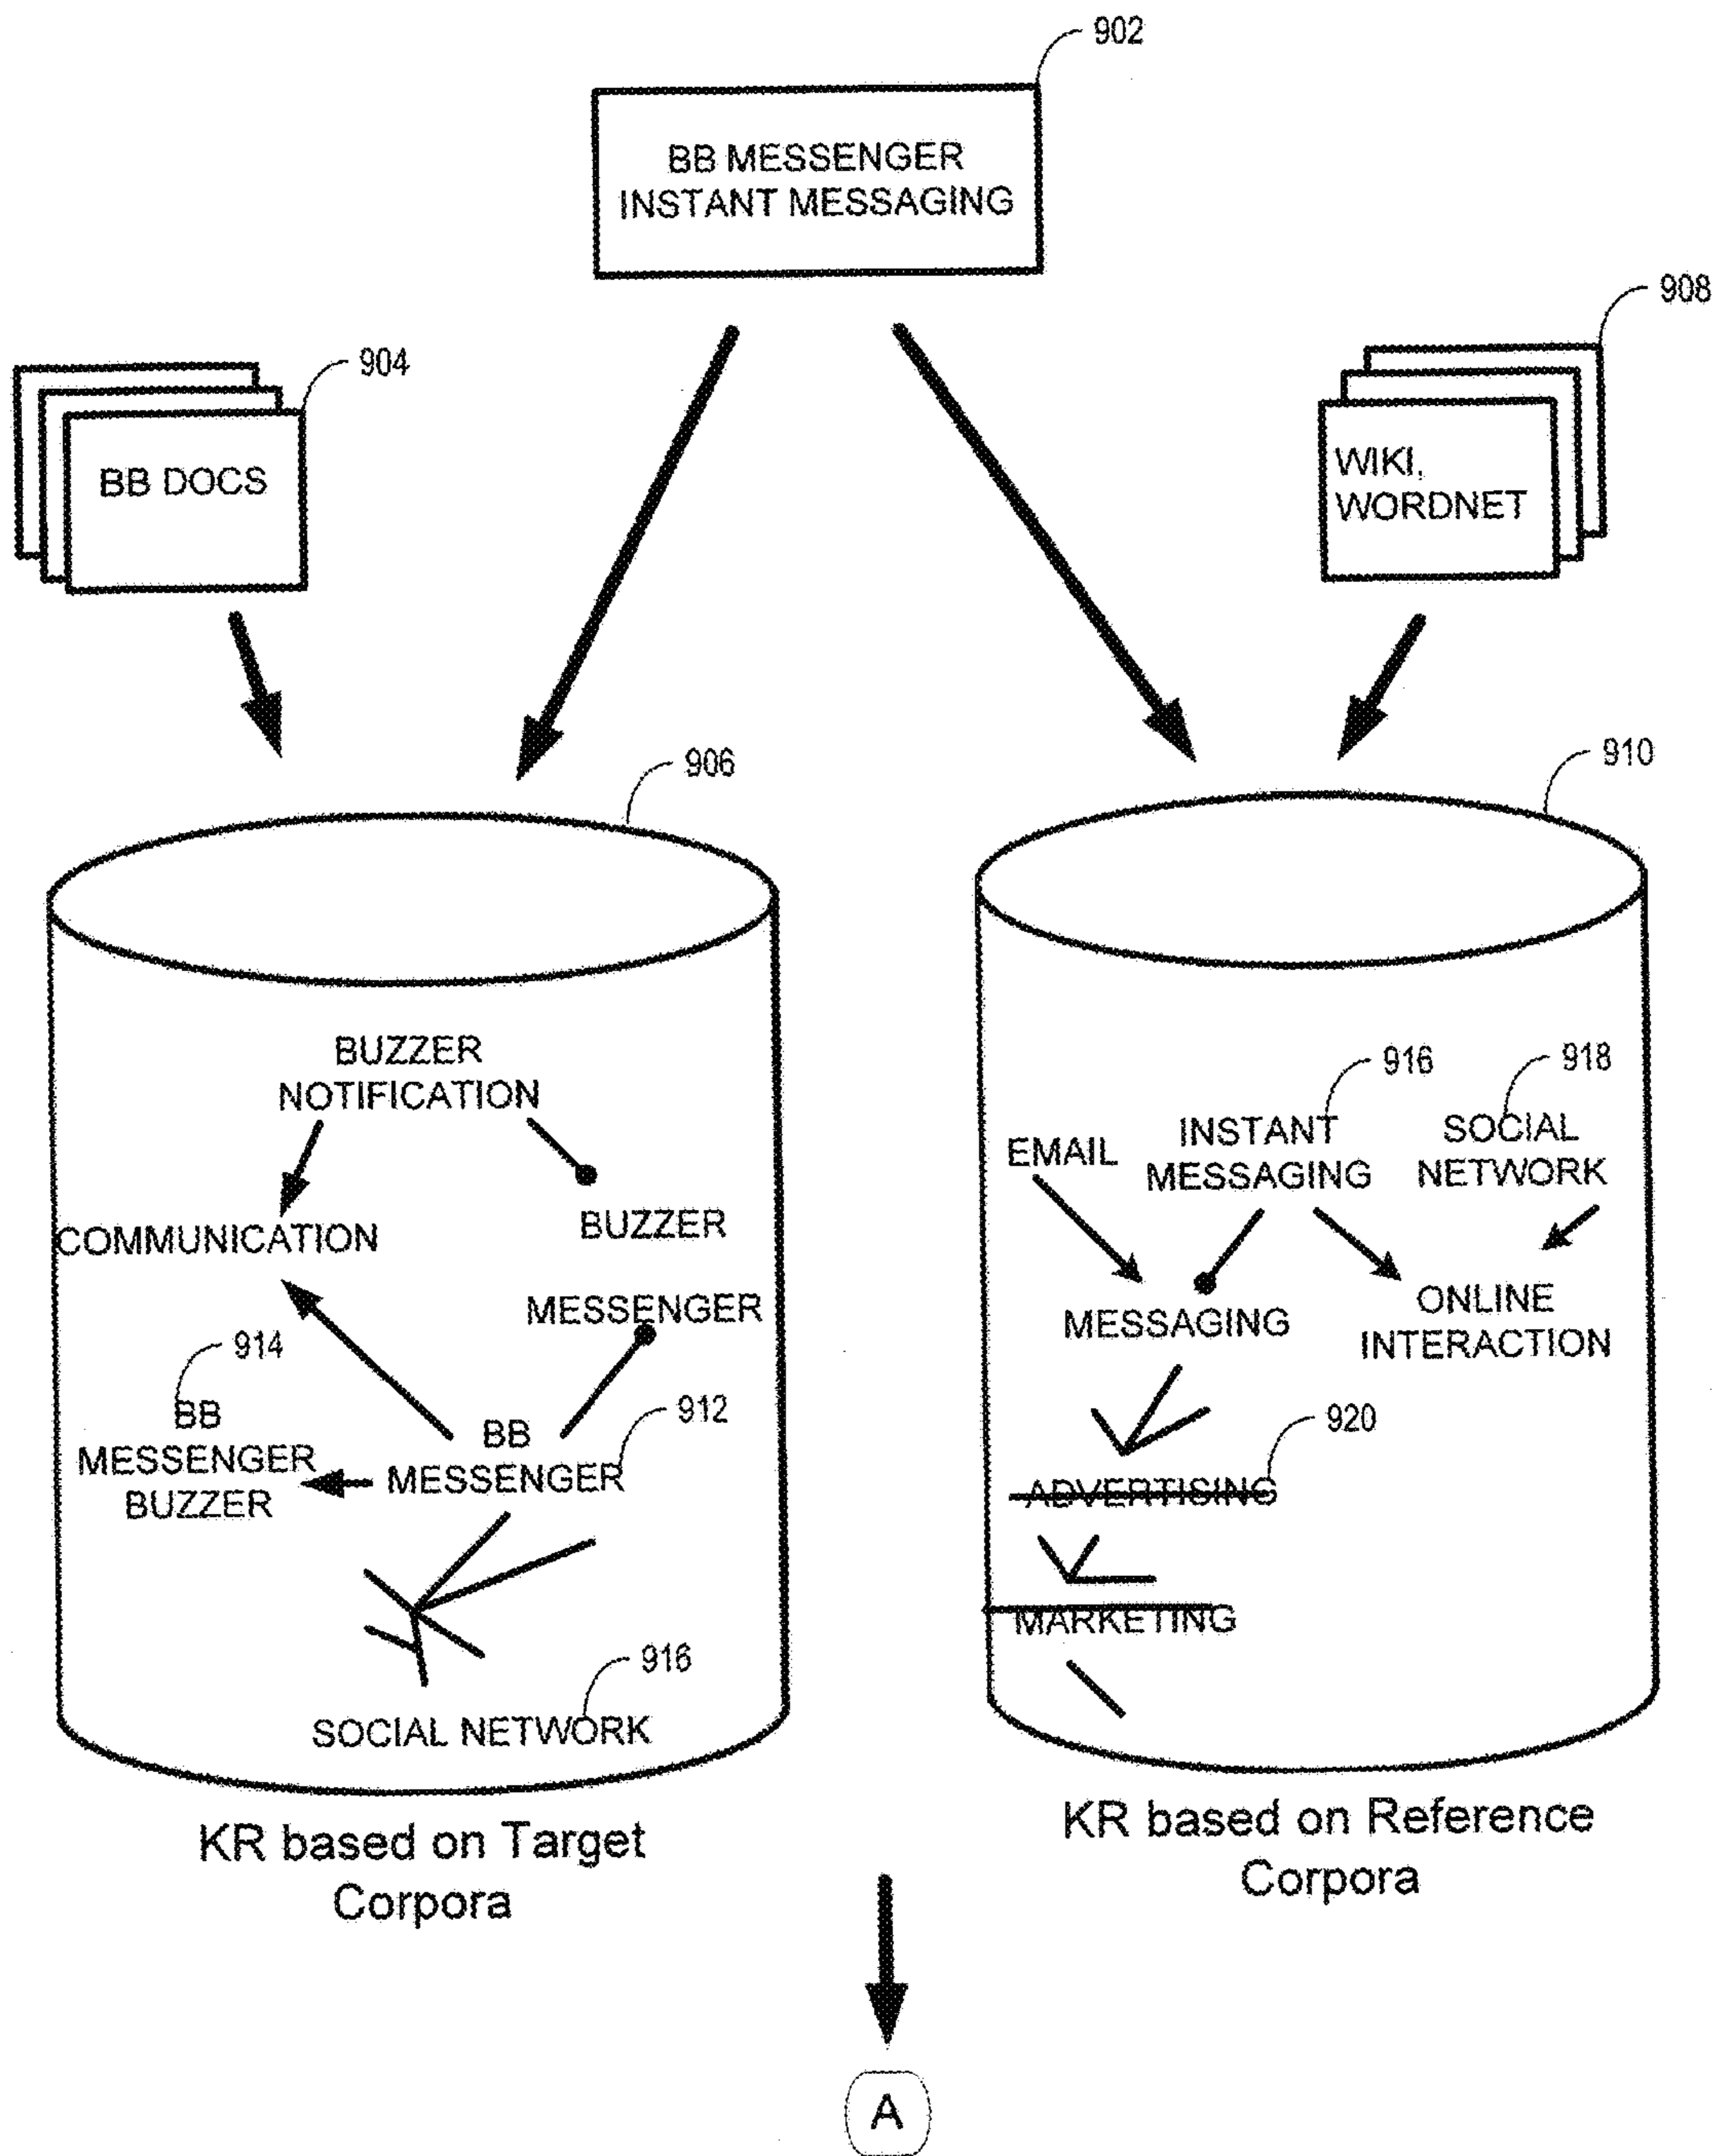 902
BB MESSENGER
INSTANT MESSAGING
908
904
BB DOCS
WIKI,
WORDNET
906
910
BUZZER
NOTIFICATION
COMMUNICATION
BUZZER
MESSENGER
914
BB
MESSENGER
BUZZER
912
BB
MESSENGER
916
SOCIAL NETWORK
916
918
EMAIL
INSTANT
MESSAGING
SOCIAL
NETWORK
MESSAGING
ONLINE
INTERACTION
920
ADVERTISING
MARKETING
KR based on Target
Corpora
KR based on Reference
Corpora
A